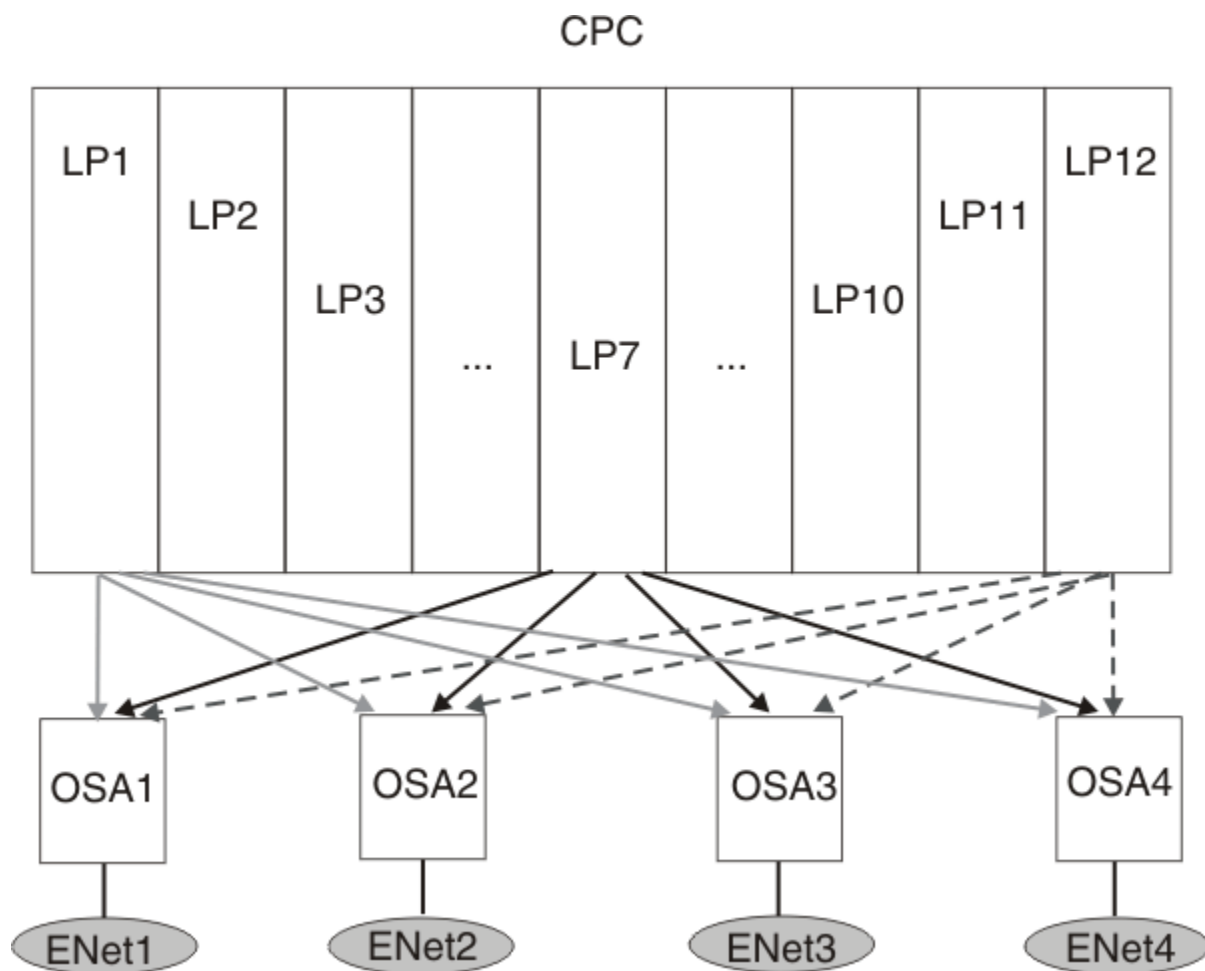 CPC
LP1
LP2
LP3
...
LP7
...
LP10
LP11
LP12
OSA1
OSA2
OSA3
OSA4
ENet1
ENet2
ENet3
ENet4